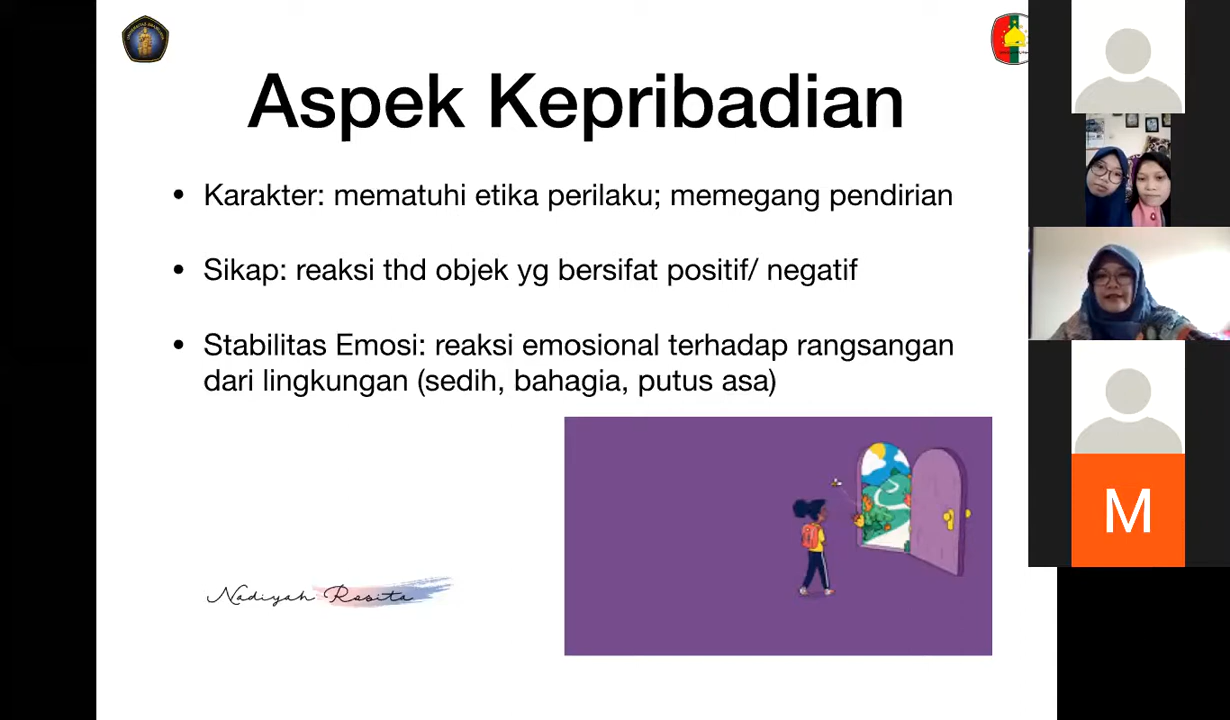 Aspek Kepribadian
• Karakter: mematuhi etika perilaku; memegang pendirian
• Sikap: reaksi thd objek yg bersifat positif/ negatif
• Stabilitas Emosi: reaksi emosional terhadap rangsangan
dari lingkungan (sedih, bahagia, putus asa)
Nadiyah Rosita
M